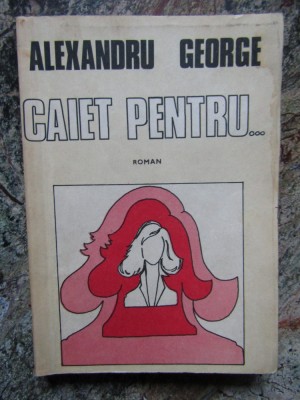 ALEXANDRU GEORGE
CAIET PENTRU...
ROMAN